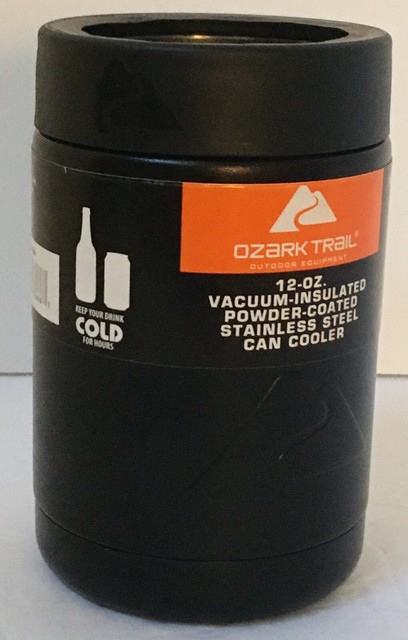 OZARK TRAIL®
OUTDOOR EQUIPMENT
12-OZ.
VACUUM-INSULATED
POWDER-COATED
STAINLESS STEEL
CAN COOLER
KEEP YOUR DRINK
COLD
FOR HOURS